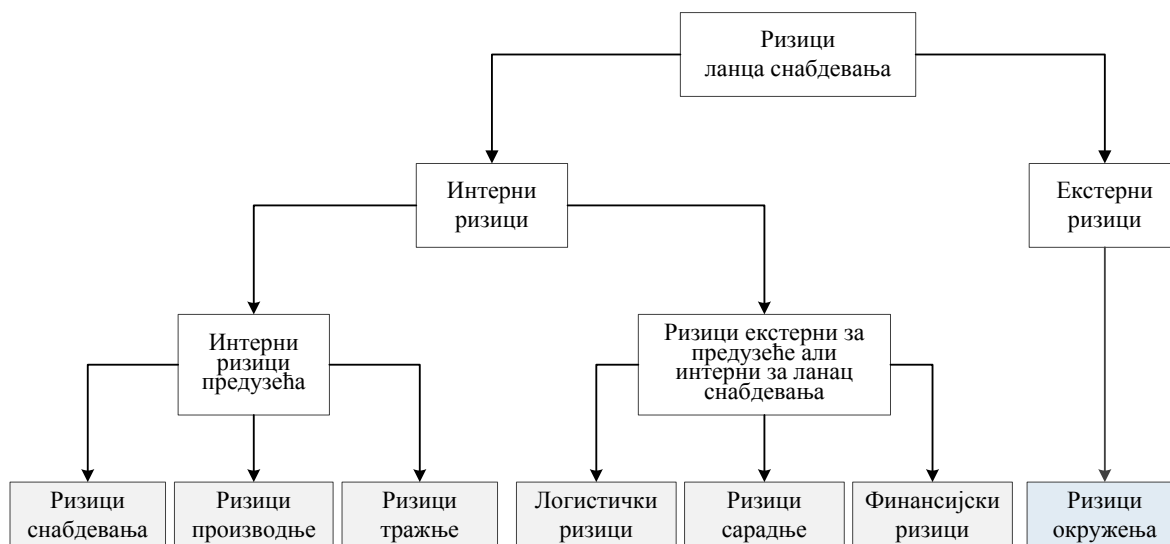 Ризици
ланца снабдевања
Интерни
ризици
Екстерни
ризици
Интерни
ризици
предузећа
Ризици екстерни за
предузеће али
интерни за ланац
снабдевања
Ризици
снабдевања
Ризици
производње
Ризици
тражње
Логистички
ризици
Ризици
сарадње
Финансијски
ризици
Ризици
окружења